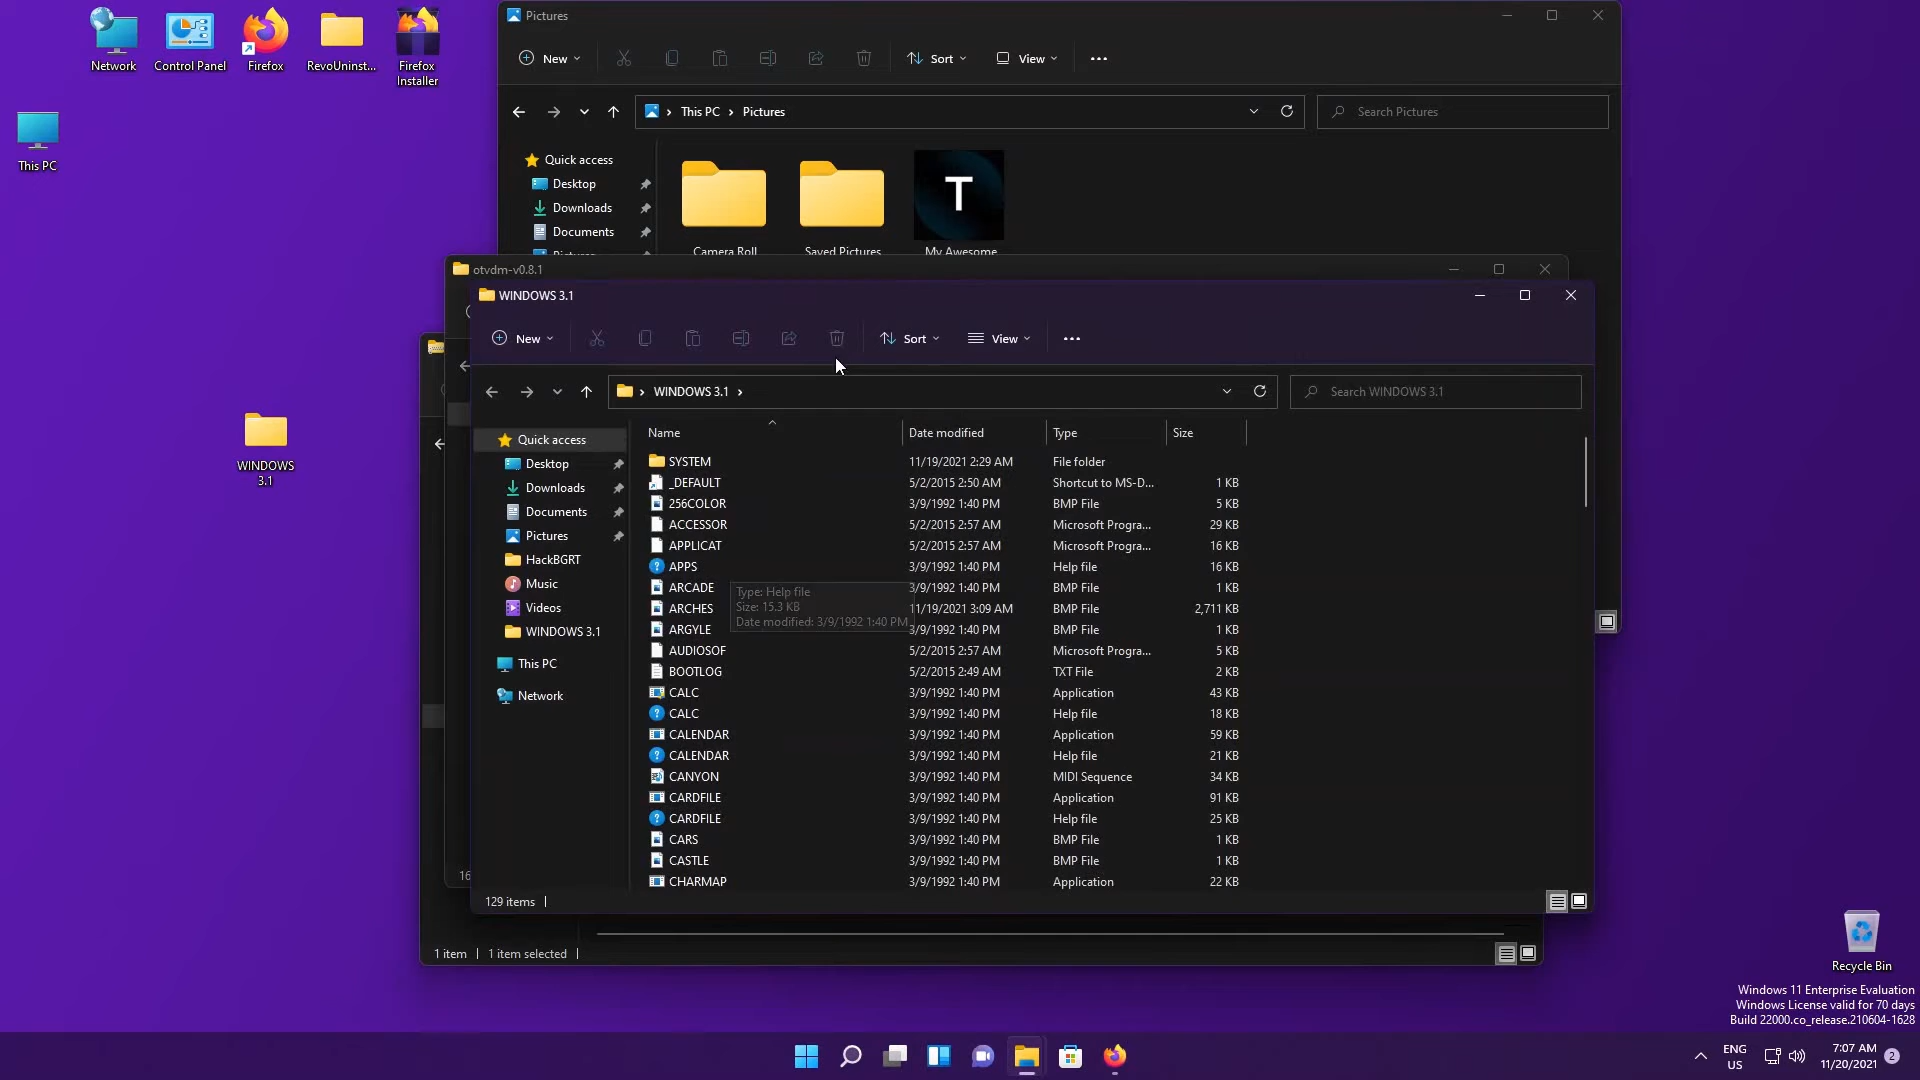 Network
Control Panel
Firefox
RevoUninst...
Firefox
Installer
This PC
WINDOWS
3.1
Pictures
New
Sort
View
This PC
Pictures
Search Pictures
Quick access
Desktop
Downloads
Documents
Pictures
Camera Roll
Saved Pictures
T
My Awesome
otvdm-v0.8.1
WINDOWS 3.1
New
Sort
View
WINDOWS 3.1
Search WINDOWS 3.1
Quick access
Desktop
Downloads
Documents
Pictures
HackBGRT
Music
Videos
WINDOWS 3.1
This PC
Network
Name Date modified Type Size
SYSTEM 11/19/2021 2:29 AM File folder
_DEFAULT 5/2/2015 2:50 AM Shortcut to MS-D... 1 KB
256COLOR 3/9/1992 1:40 PM BMP File 5 KB
ACCESSOR 5/2/2015 2:57 AM Microsoft Progra... 29 KB
APPLICAT 5/2/2015 2:57 AM Microsoft Progra... 16 KB
APPS 3/9/1992 1:40 PM Help file 16 KB
ARCADE 3/9/1992 1:40 PM BMP File 1 KB
ARCHES 11/19/2021 3:09 AM BMP File 2,711 KB
ARGYLE 3/9/1992 1:40 PM BMP File 1 KB
AUDIOSOF 5/2/2015 2:57 AM Microsoft Progra... 5 KB
BOOTLOG 5/2/2015 2:49 AM TXT File 2 KB
CALC 3/9/1992 1:40 PM Application 43 KB
CALC 3/9/1992 1:40 PM Help file 18 KB
CALENDAR 3/9/1992 1:40 PM Application 59 KB
CALENDAR 3/9/1992 1:40 PM Help file 21 KB
CANYON 3/9/1992 1:40 PM MIDI Sequence 34 KB
CARDFILE 3/9/1992 1:40 PM Application 91 KB
CARDFILE 3/9/1992 1:40 PM Help file 25 KB
CARS 3/9/1992 1:40 PM BMP File 1 KB
CASTLE 3/9/1992 1:40 PM BMP File 1 KB
CHARMAP 3/9/1992 1:40 PM Application 22 KB
Type: Help file
Size: 15.3 KB
Date modified: 3/9/1992 1:40 PM
129 items
16
1 item
1 item selected
Recycle Bin
Windows 11 Enterprise Evaluation
Windows License valid for 70 days
Build 22000.co_release.210604-1628
ENG
US
7:07 AM
11/20/2021
2